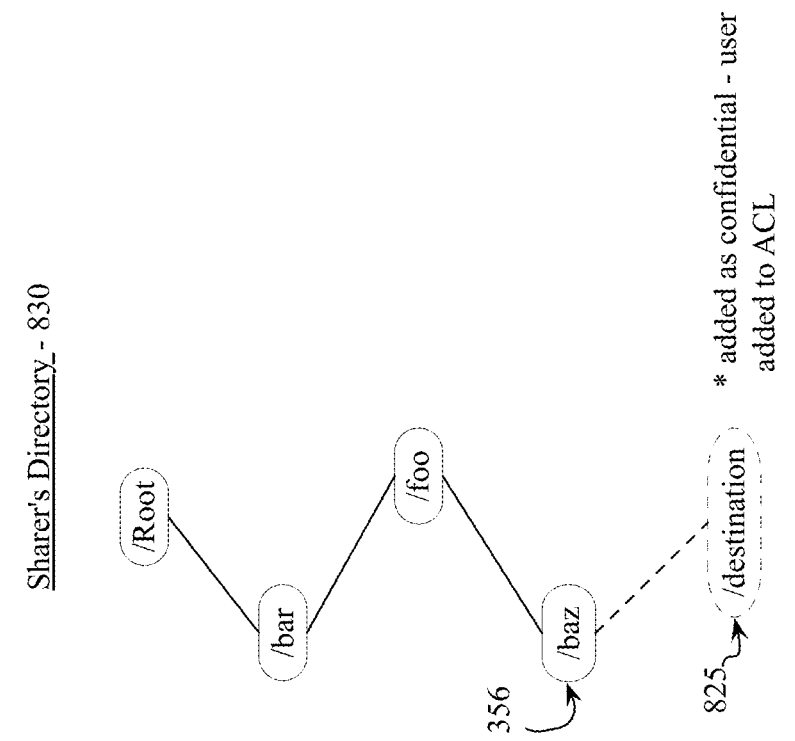 Sharer's Directory - 830
/Root
/bar
/foo
/baz
356
/destination
825
* added as confidential - user
added to ACL